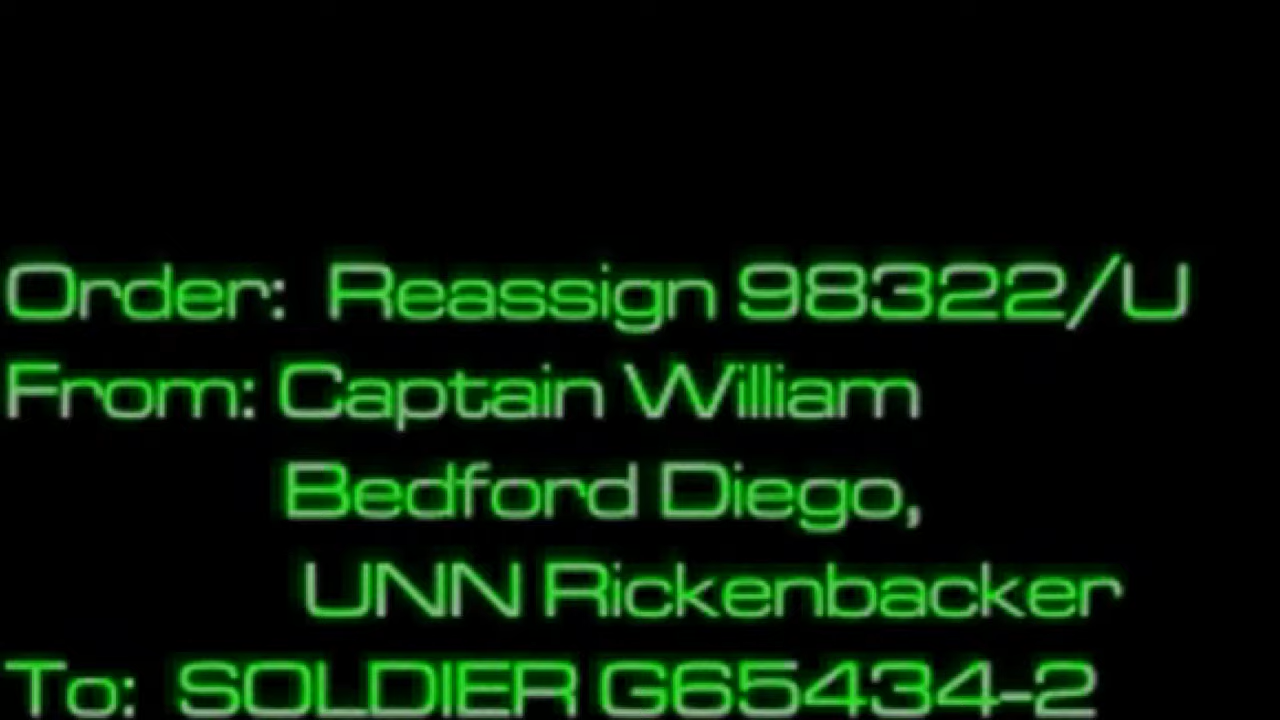 Order: Reassign 98322/U
From: Captain William
Bedford Diego,
UNN Rickenbacker
To: SOLDIER G65434-2